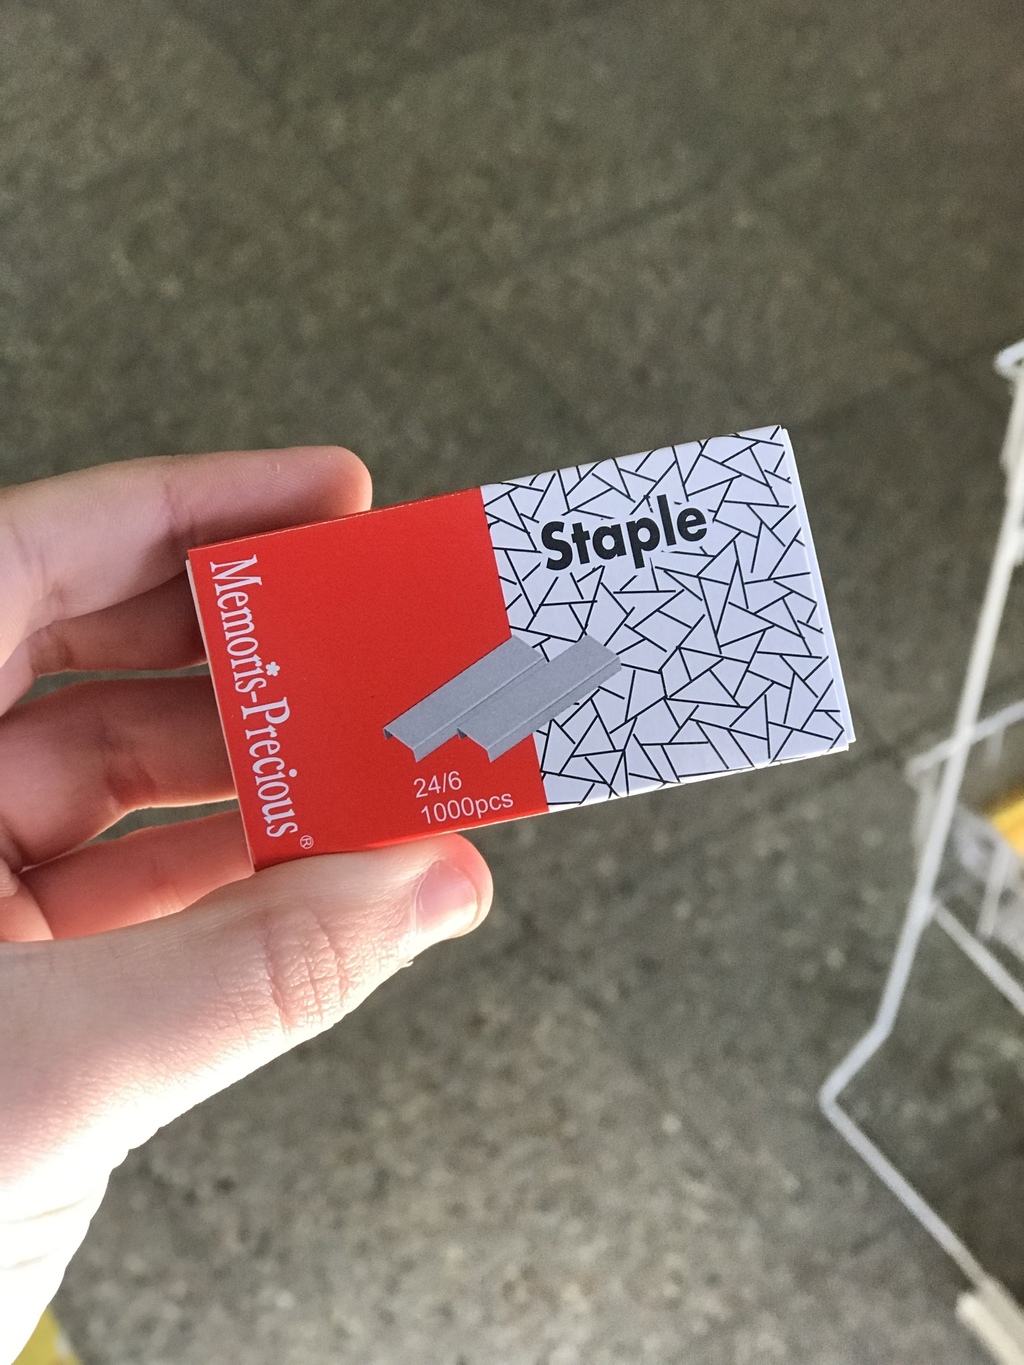 Staple
Memoris-Precious®
24/6
1000pcs